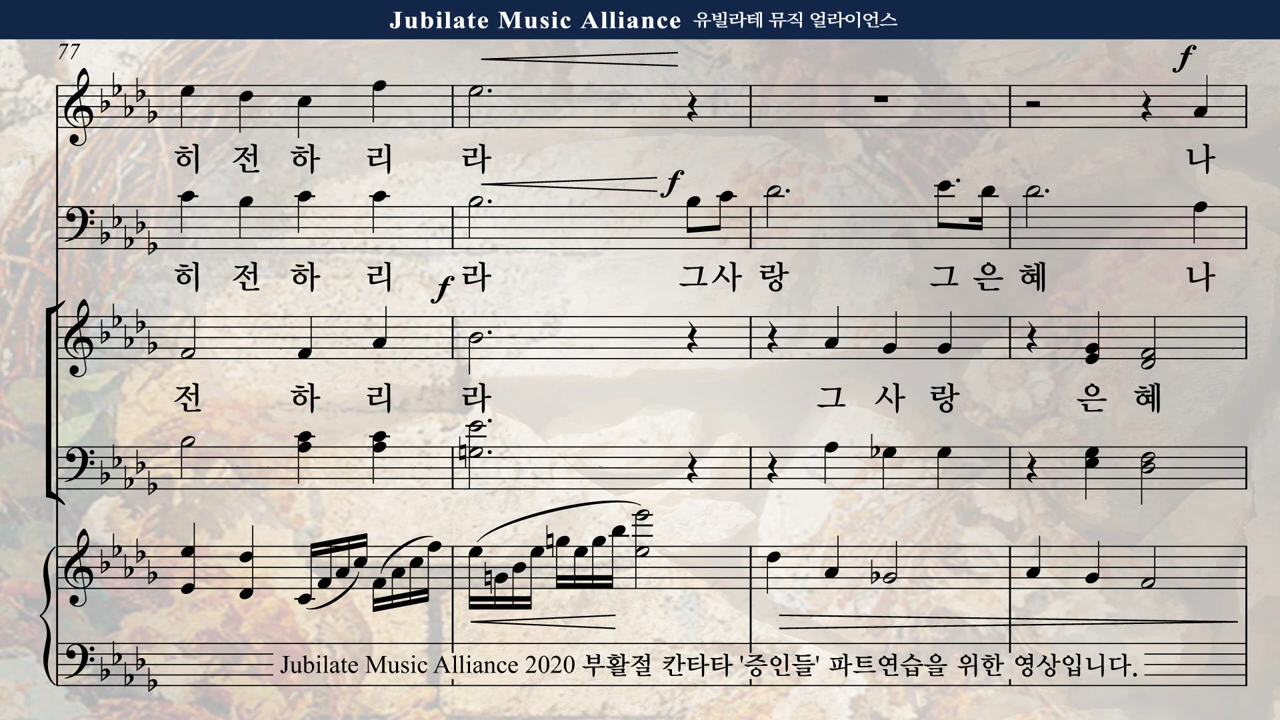 Jubilate Music Alliance 유빌라테 뮤직 얼라이언스
77
f
히 전 하 리 라 나
f
히 전 하 리 라 그사 랑 그 은 혜 나
f
전 하 리 라 그 사 랑 은 혜
Jubilate Music Alliance 2020 부활절 칸타타 '증인들' 파트연습을 위한 영상입니다.